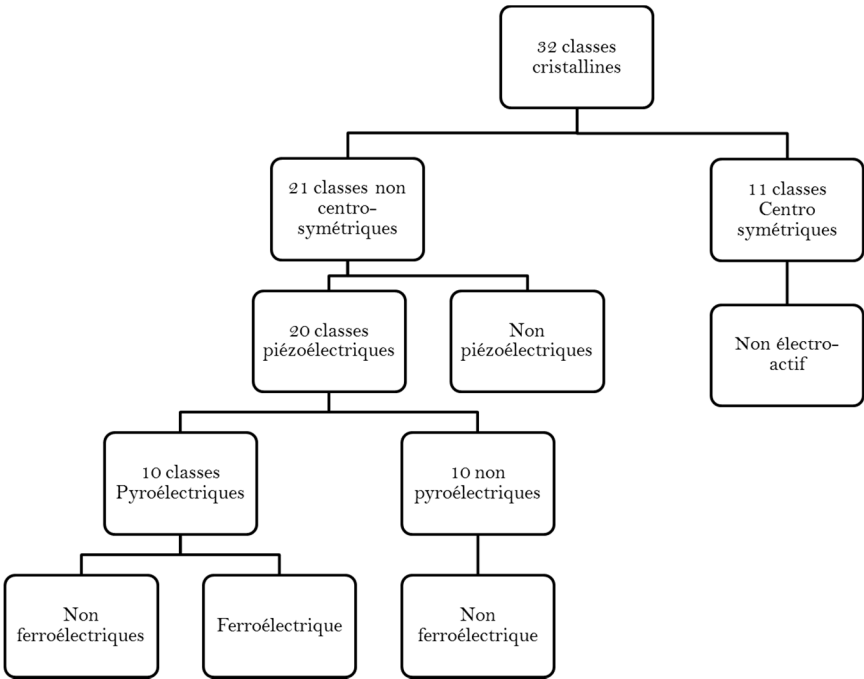 32 classes
cristallines
21 classes non
centro-
symétriques
11 classes
Centro
symétriques
20 classes
piézoélectriques
Non
piézoélectriques
Non électro-
actif
10 classes
Pyroélectriques
10 non
pyroélectriques
Non
ferroélectriques
Ferroélectrique
Non
ferroélectrique